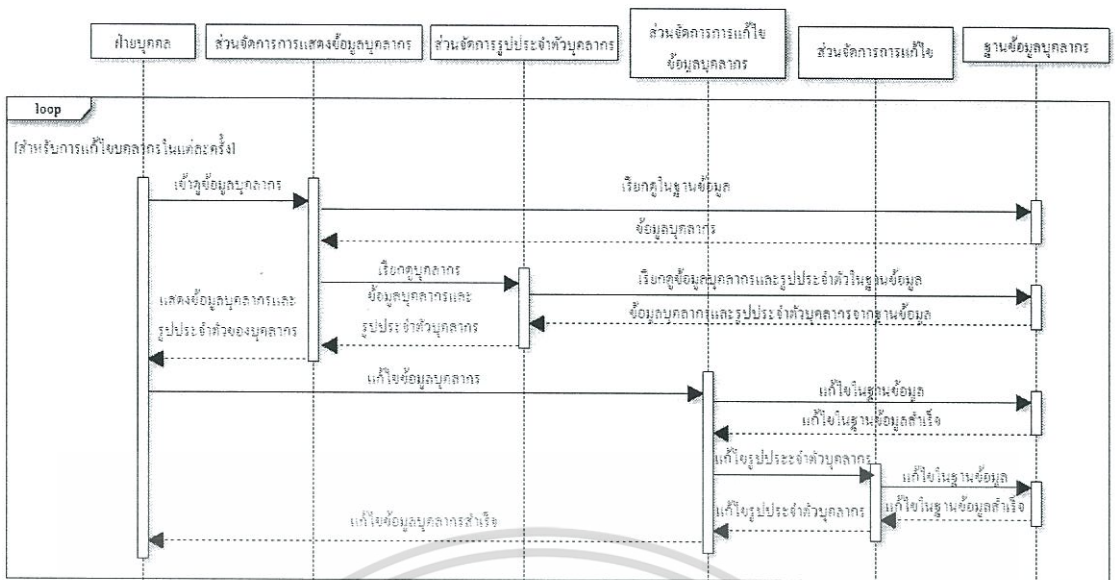 ฝ่ายบุคคล
ส่วนจัดการการแสดงข้อมูลบุคลากร
ส่วนจัดการรูปประจำตัวบุคลากร
ส่วนจัดการการแก้ไข
ข้อมูลบุคลากร
ส่วนจัดการการแก้ไข
ฐานข้อมูลบุคลากร
loop
[สำหรับการแก้ไขบุคลากรในแต่ละครั้ง]
เข้าดูข้อมูลบุคลากร
เรียกดูในฐานข้อมูล
ข้อมูลบุคลากร
เรียกดูบุคลากร
เรียกดูข้อมูลบุคลากรและรูปประจำตัวในฐานข้อมูล
แสดงข้อมูลบุคลากรและ
รูปประจำตัวของบุคลากร
ข้อมูลบุคลากรและ
รูปประจำตัวบุคลากร
ข้อมูลบุคลากรและรูปประจำตัวบุคลากรจากฐานข้อมูล
แก้ไขข้อมูลบุคลากร
แก้ไขในฐานข้อมูล
แก้ไขในฐานข้อมูลสำเร็จ
แก้ไขรูปประะจำตัวบุคลากร
แก้ไขในฐานข้อมูล
แก้ไขในฐานข้อมูลสำเร็จ
แก้ไขรูปประจำตัวบุคลากร
แก้ไขข้อมูลบุคลากรสำเร็จ